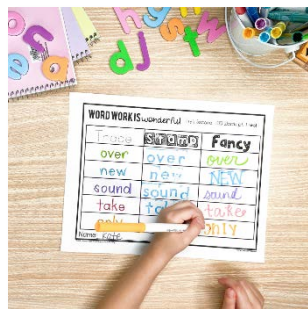 WORD WORK IS wonderful
Trace STAMP Fancy
over over over
new new NEW
sound sound sound
take take take
only only
Name Kate